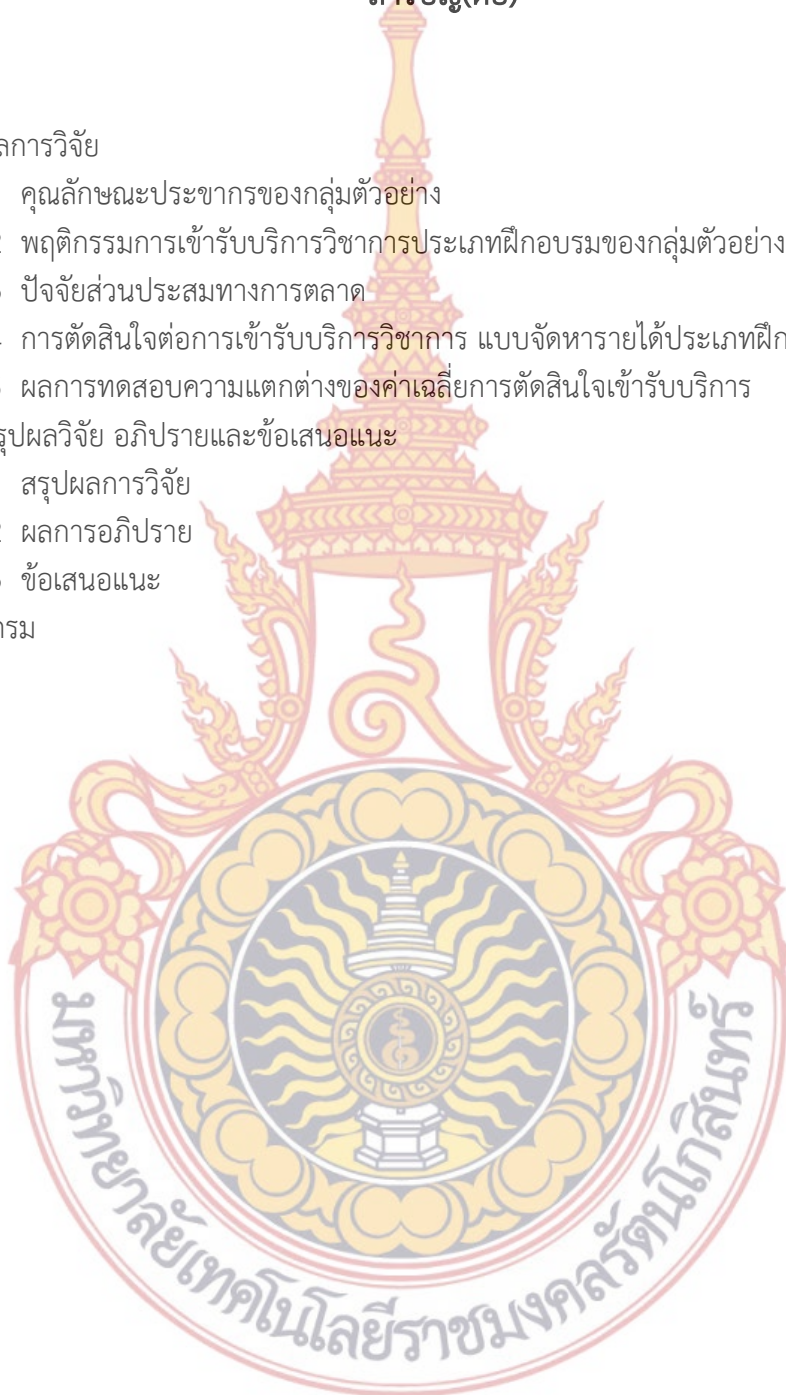 สารบัญ(ต่อ)
ลการวิจัย
คุณลักษณะประชากรของกลุ่มตัวอย่าง
2 พฤติกรรมการเข้ารับบริการวิชาการประเภทฝึกอบรมของกลุ่มตัวอย่าง
ปัจจัยส่วนประสมทางการตลาด
การตัดสินใจต่อการเข้ารับบริการวิชาการ แบบจัดหารายได้ประเภทฝึก
ผลการทดสอบความแตกต่างของค่าเฉลี่ยการตัดสินใจเข้ารับบริการ
รุปผลวิจัย อภิปรายและข้อเสนอแนะ
สรุปผลการวิจัย
2 ผลการอภิปราย
ข้อเสนอแนะ
กรม
มหาวิทยาลัยเทคโนโลยีราชมงคลรัตนโกสินทร์